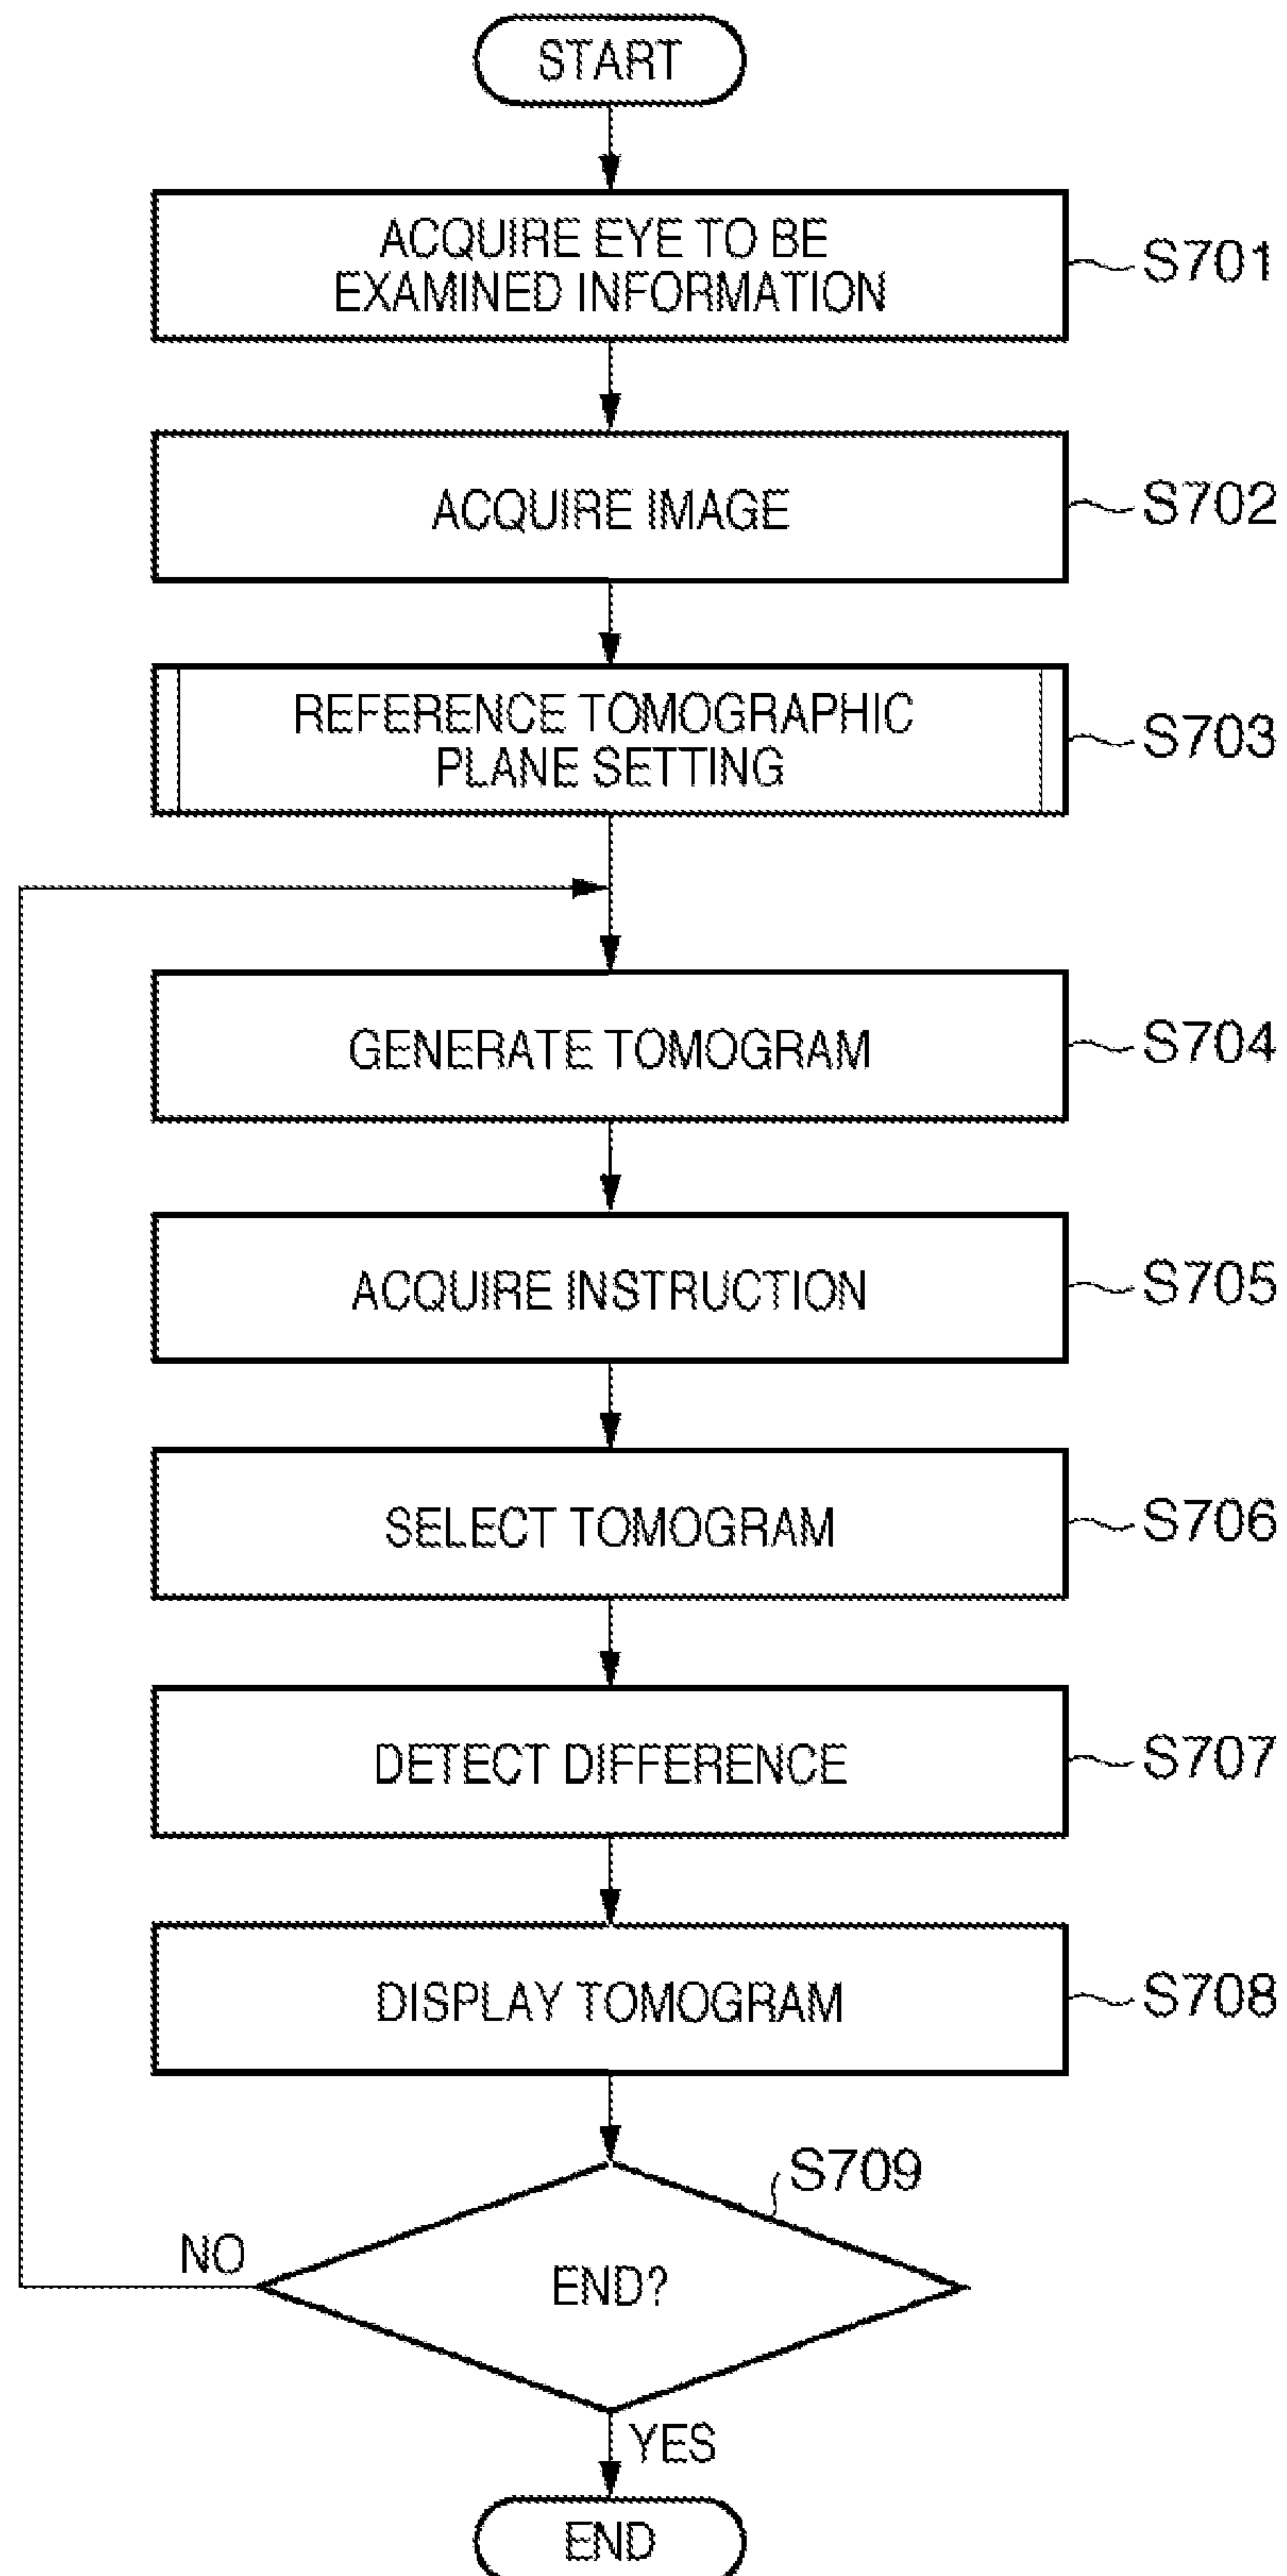 START
ACQUIRE EYE TO BE
EXAMINED INFORMATION
S701
ACQUIRE IMAGE
S702
REFERENCE TOMOGRAPHIC
PLANE SETTING
S703
GENERATE TOMOGRAM
S704
ACQUIRE INSTRUCTION
S705
SELECT TOMOGRAM
S706
DETECT DIFFERENCE
S707
DISPLAY TOMOGRAM
S708
S709
NO
END?
YES
END